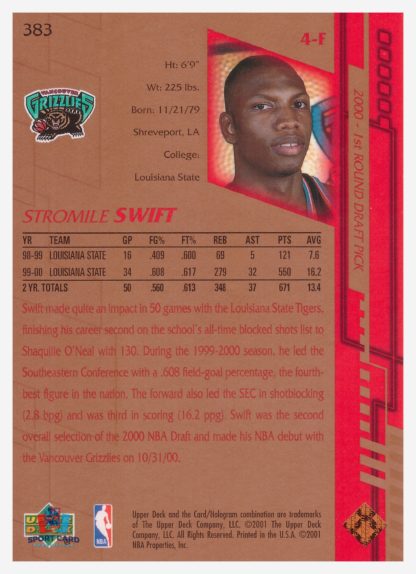 383
4-F
Ht: 6'9"
Wt: 225 lbs.
Born: 11/21/79
Shreveport, LA
College:
Louisiana State
VANCOUVER
GRIZZLIES
2000 - 1st ROUND DRAFT PICK
STROMILE SWIFT
YR TEAM GP FG% FT% REB AST PTS AVG
98-99 LOUISIANA STATE 16 .409 .600 69 5 121 7.6
99-00 LOUISIANA STATE 34 .608 .617 279 32 550 16.2
2 YR. TOTALS 50 .560 .613 348 37 671 13.4
Swift made quite an impact in 50 games with the Louisiana State Tigers,
finishing his career second on the school's all-time blocked shots list to
Shaquille O'Neal with 130. During the 1999-2000 season, he led the
Southeastern Conference with a .608 field-goal percentage, the fourth-
best figure in the nation. The forward also led the SEC in shotblocking
(2.8 bpg) and was third in scoring (16.2 ppg). Swift was the second
overall selection of the 2000 NBA Draft and made his NBA debut with
the Vancouver Grizzlies on 10/31/00.
UD
SPORT CARD
NBA
Upper Deck and the Card/Hologram combination are trademarks
of The Upper Deck Company, LLC. ©2001 The Upper Deck
Company, LLC. All Rights Reserved. Printed in the U.S.A. ©2001
NBA Properties, Inc.